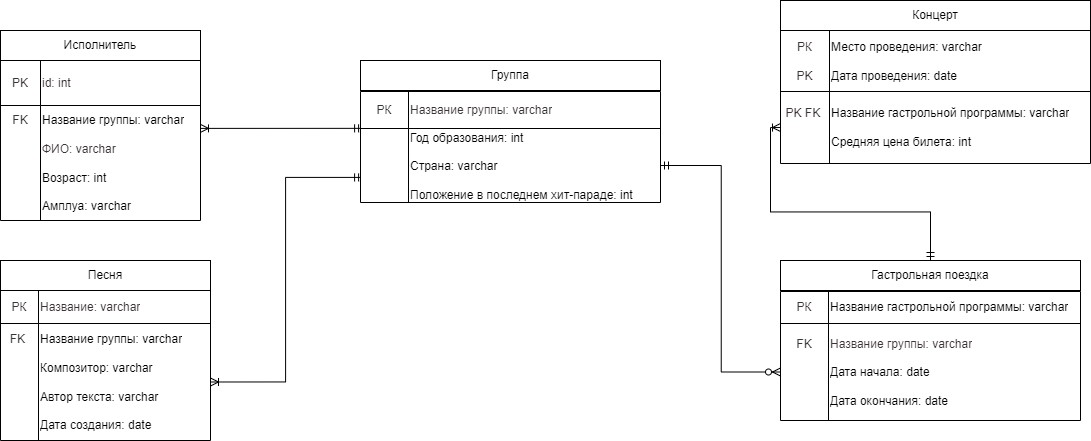 Исполнитель
PK id: int
FK Название группы: varchar
ФИО: varchar
Возраст: int
Амплуа: varchar
Группа
PK Название группы: varchar
Год образования: int
Страна: varchar
Положение в последнем хит-параде: int
Концерт
PK Место проведения: varchar
PK Дата проведения: date
PK FK Название гастрольной программы: varchar
Средняя цена билета: int
Песня
PK Название: varchar
FK Название группы: varchar
Композитор: varchar
Автор текста: varchar
Дата создания: date
Гастрольная поездка
PK Название гастрольной программы: varchar
FK Название группы: varchar
Дата начала: date
Дата окончания: date